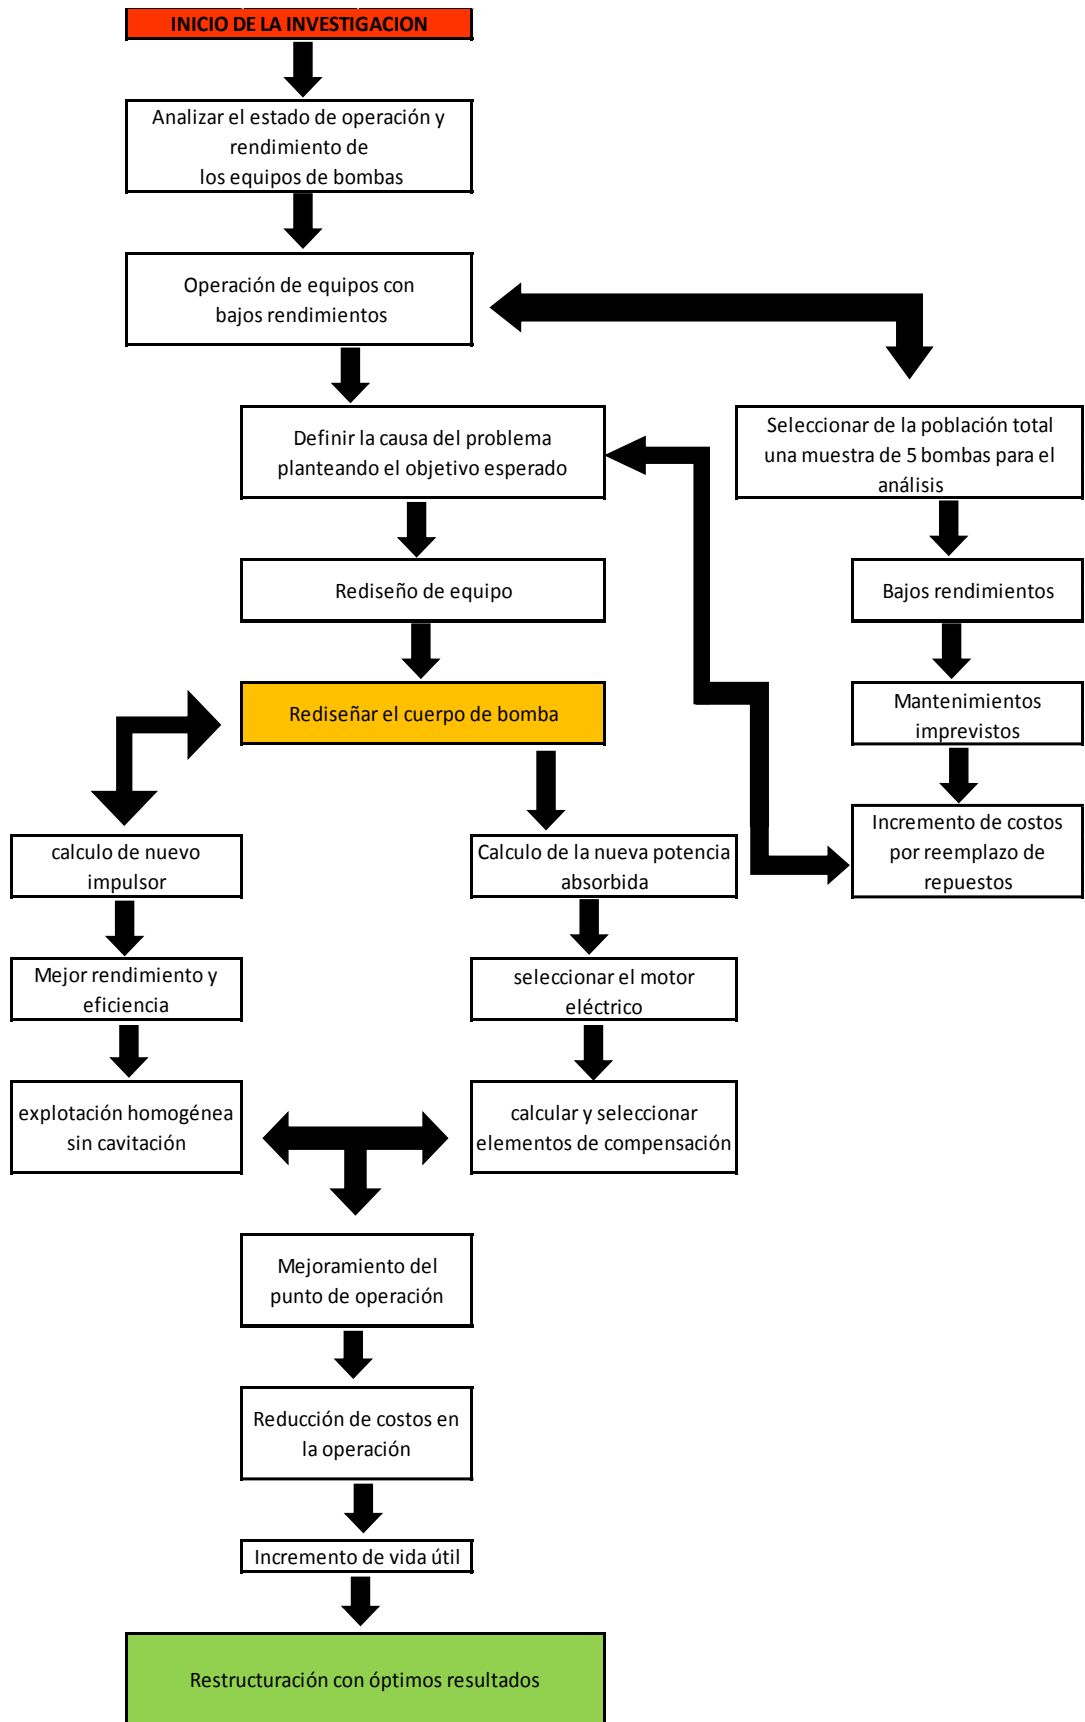 INICIO DE LA INVESTIGACION
Analizar el estado de operación y
rendimiento de
los equipos de bombas
Operación de equipos con
bajos rendimientos
Definir la causa del problema
planteando el objetivo esperado
Seleccionar de la población total
una muestra de 5 bombas para el
análisis
Rediseño de equipo
Bajos rendimientos
Rediseñar el cuerpo de bomba
Mantenimientos
imprevistos
calculo de nuevo
impulsor
Calculo de la nueva potencia
absorbida
Incremento de costos
por reemplazo de
repuestos
Mejor rendimiento y
eficiencia
seleccionar el motor
eléctrico
explotación homogénea
sin cavitación
calcular y seleccionar
elementos de compensación
Mejoramiento del
punto de operación
Reducción de costos en
la operación
Incremento de vida útil
Restructuración con óptimos resultados